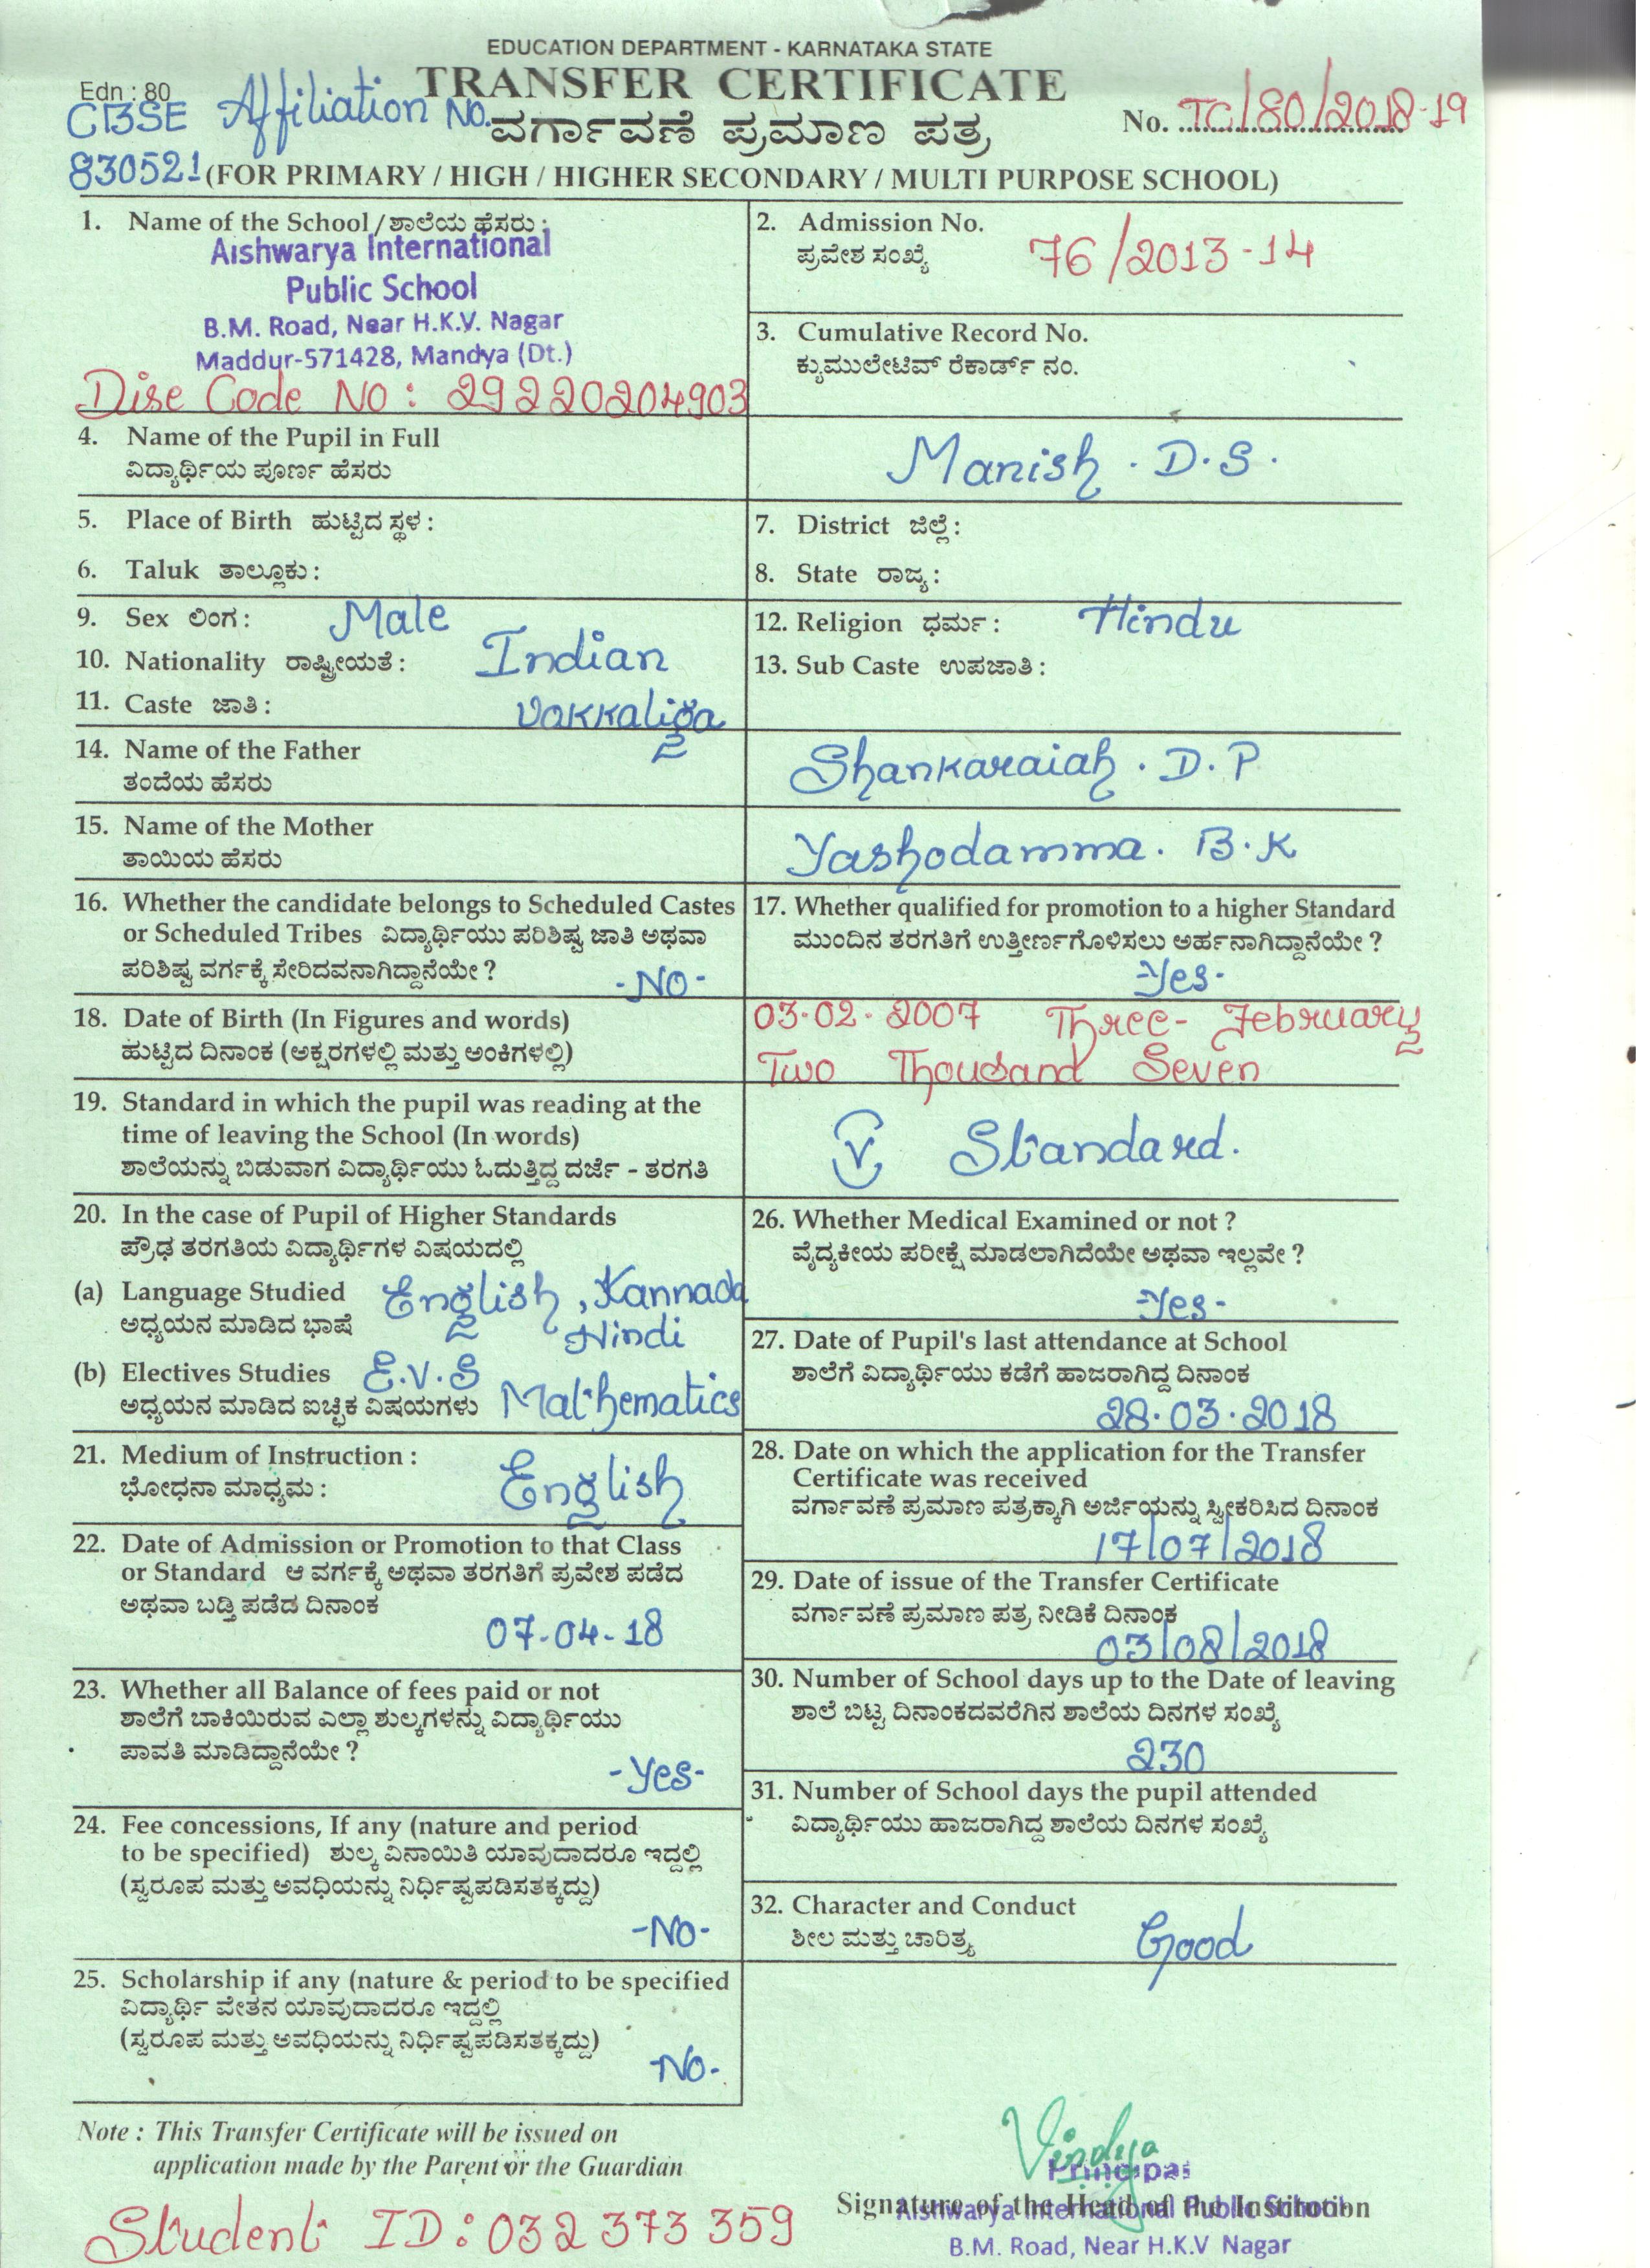 EDUCATION DEPARTMENT - KARNATAKA STATE
Edn : 80
TRANSFER CERTIFICATE
CBSE Affiliation No.
ವರ್ಗಾವಣೆ ಪ್ರಮಾಣ ಪತ್ರ
No. TC/80/2018-19
830521 (FOR PRIMARY / HIGH / HIGHER SECONDARY / MULTI PURPOSE SCHOOL)
1. Name of the School / ಶಾಲೆಯ ಹೆಸರು :
Aishwarya International
Public School
B.M. Road, Near H.K.V. Nagar
Maddur-571428, Mandya (Dt.)
Dise Code No : 29220204903
2. Admission No.
ಪ್ರವೇಶ ಸಂಖ್ಯೆ 76/2013-14
3. Cumulative Record No.
ಕ್ಯುಮುಲೇಟಿವ್ ರೆಕಾರ್ಡ್ ನಂ.
4. Name of the Pupil in Full
ವಿದ್ಯಾರ್ಥಿಯ ಪೂರ್ಣ ಹೆಸರು
Manish . D.S.
5. Place of Birth ಹುಟ್ಟಿದ ಸ್ಥಳ :
6. Taluk ತಾಲ್ಲೂಕು :
7. District ಜಿಲ್ಲೆ :
8. State ರಾಜ್ಯ :
9. Sex ಲಿಂಗ : Male
10. Nationality ರಾಷ್ಟ್ರೀಯತೆ : Indian
11. Caste ಜಾತಿ : Vokkaliga
12. Religion ಧರ್ಮ : Hindu
13. Sub Caste ಉಪಜಾತಿ :
14. Name of the Father
ತಂದೆಯ ಹೆಸರು
Shankaraiah . D.P
15. Name of the Mother
ತಾಯಿಯ ಹೆಸರು
Yashodamma. B.K
16. Whether the candidate belongs to Scheduled Castes
or Scheduled Tribes ವಿದ್ಯಾರ್ಥಿಯು ಪರಿಶಿಷ್ಟ ಜಾತಿ ಅಥವಾ
ಪರಿಶಿಷ್ಟ ವರ್ಗಕ್ಕೆ ಸೇರಿದವನಾಗಿದ್ದಾನೆಯೇ ?
-No-
17. Whether qualified for promotion to a higher Standard
ಮುಂದಿನ ತರಗತಿಗೆ ಉತ್ತೀರ್ಣಗೊಳಿಸಲು ಅರ್ಹನಾಗಿದ್ದಾನೆಯೇ ?
-Yes-
18. Date of Birth (In Figures and words)
ಹುಟ್ಟಿದ ದಿನಾಂಕ (ಅಕ್ಷರಗಳಲ್ಲಿ ಮತ್ತು ಅಂಕಿಗಳಲ್ಲಿ)
03-02-2007 Three- February
Two Thousand Seven
19. Standard in which the pupil was reading at the
time of leaving the School (In words)
ಶಾಲೆಯನ್ನು ಬಿಡುವಾಗ ವಿದ್ಯಾರ್ಥಿಯು ಓದುತ್ತಿದ್ದ ದರ್ಜೆ - ತರಗತಿ
V Standard.
20. In the case of Pupil of Higher Standards
ಪ್ರೌಢ ತರಗತಿಯ ವಿದ್ಯಾರ್ಥಿಗಳ ವಿಷಯದಲ್ಲಿ
(a) Language Studied English, Kannada
ಅಧ್ಯಯನ ಮಾಡಿದ ಭಾಷೆ Hindi
(b) Electives Studies E.V.S
ಅಧ್ಯಯನ ಮಾಡಿದ ಐಚ್ಛಿಕ ವಿಷಯಗಳು Mathematics
21. Medium of Instruction :
ಭೋಧನಾ ಮಾಧ್ಯಮ : English
22. Date of Admission or Promotion to that Class
or Standard ಆ ವರ್ಗಕ್ಕೆ ಅಥವಾ ತರಗತಿಗೆ ಪ್ರವೇಶ ಪಡೆದ
ಅಥವಾ ಬಡ್ತಿ ಪಡೆಡ ದಿನಾಂಕ
07-04-18
23. Whether all Balance of fees paid or not
ಶಾಲೆಗೆ ಬಾಕಿಯಿರುವ ಎಲ್ಲಾ ಶುಲ್ಕಗಳನ್ನು ವಿದ್ಯಾರ್ಥಿಯು
ಪಾವತಿ ಮಾಡಿದ್ದಾನೆಯೇ ?
-Yes-
24. Fee concessions, If any (nature and period
to be specified) ಶುಲ್ಕ ವಿನಾಯಿತಿ ಯಾವುದಾದರೂ ಇದ್ದಲ್ಲಿ
(ಸ್ವರೂಪ ಮತ್ತು ಅವಧಿಯನ್ನು ನಿರ್ಧಿಷ್ಟಪಡಿಸತಕ್ಕದ್ದು)
-No-
25. Scholarship if any (nature & period to be specified
ವಿದ್ಯಾರ್ಥಿ ವೇತನ ಯಾವುದಾದರೂ ಇದ್ದಲ್ಲಿ
(ಸ್ವರೂಪ ಮತ್ತು ಅವಧಿಯನ್ನು ನಿರ್ಧಿಷ್ಟಪಡಿಸತಕ್ಕದ್ದು)
-No-
26. Whether Medical Examined or not ?
ವೈದ್ಯಕೀಯ ಪರೀಕ್ಷೆ ಮಾಡಲಾಗಿದೆಯೇ ಅಥವಾ ಇಲ್ಲವೇ ?
-Yes-
27. Date of Pupil's last attendance at School
ಶಾಲೆಗೆ ವಿದ್ಯಾರ್ಥಿಯು ಕಡೆಗೆ ಹಾಜರಾಗಿದ್ದ ದಿನಾಂಕ
28.03.2018
28. Date on which the application for the Transfer
Certificate was received
ವರ್ಗಾವಣೆ ಪ್ರಮಾಣ ಪತ್ರಕ್ಕಾಗಿ ಅರ್ಜಿಯನ್ನು ಸ್ವೀಕರಿಸಿದ ದಿನಾಂಕ
17/07/2018
29. Date of issue of the Transfer Certificate
ವರ್ಗಾವಣೆ ಪ್ರಮಾಣ ಪತ್ರ ನೀಡಿಕೆ ದಿನಾಂಕ
03/08/2018
30. Number of School days up to the Date of leaving
ಶಾಲೆ ಬಿಟ್ಟ ದಿನಾಂಕದವರೆಗಿನ ಶಾಲೆಯ ದಿನಗಳ ಸಂಖ್ಯೆ
230
31. Number of School days the pupil attended
ವಿದ್ಯಾರ್ಥಿಯು ಹಾಜರಾಗಿದ್ದ ಶಾಲೆಯ ದಿನಗಳ ಸಂಖ್ಯೆ
32. Character and Conduct
ಶೀಲ ಮತ್ತು ಚಾರಿತ್ರ್ಯ Good
Note : This Transfer Certificate will be issued on
application made by the Parent or the Guardian
Student ID: 032373359
Vindya
Principal
Signature of the Head of the Institution
Aishwarya International Public School
B.M. Road, Near H.K.V Nagar